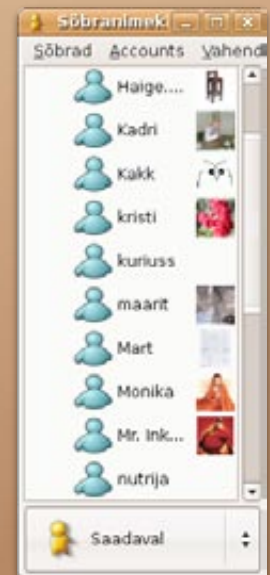 Sõbranimek
Sõbrad Accounts Vahend
Haige....
Kadri
Kakk
kristi
kuriuss
maarit
Mart
Monika
Mr. Ink...
nutrija
Saadaval